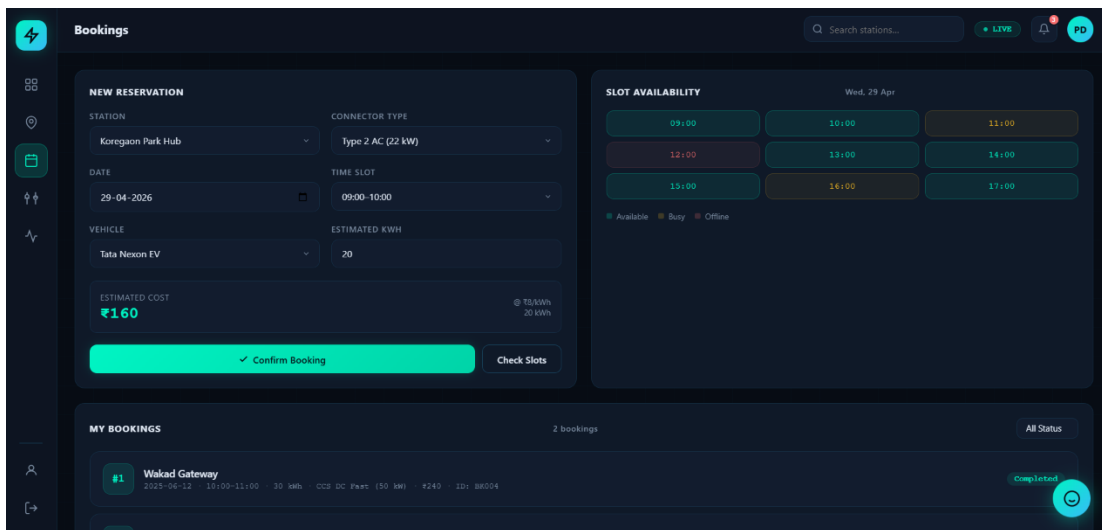 Bookings
Search stations...
LIVE
3
PD
NEW RESERVATION
STATION
CONNECTOR TYPE
Koregaon Park Hub
Type 2 AC (22 kW)
DATE
TIME SLOT
29-04-2026
09:00–10:00
VEHICLE
ESTIMATED KWH
Tata Nexon EV
20
ESTIMATED COST
₹160
@ ₹8/kWh
20 kWh
✓ Confirm Booking
Check Slots
SLOT AVAILABILITY
Wed, 29 Apr
09:00 10:00 11:00
12:00 13:00 14:00
15:00 16:00 17:00
Available Busy Offline
MY BOOKINGS
2 bookings
All Status
#1
Wakad Gateway
2025-06-12 · 10:00-11:00 · 30 kWh · CCS DC Fast (50 kW) · ₹240 · ID: BK004
Completed